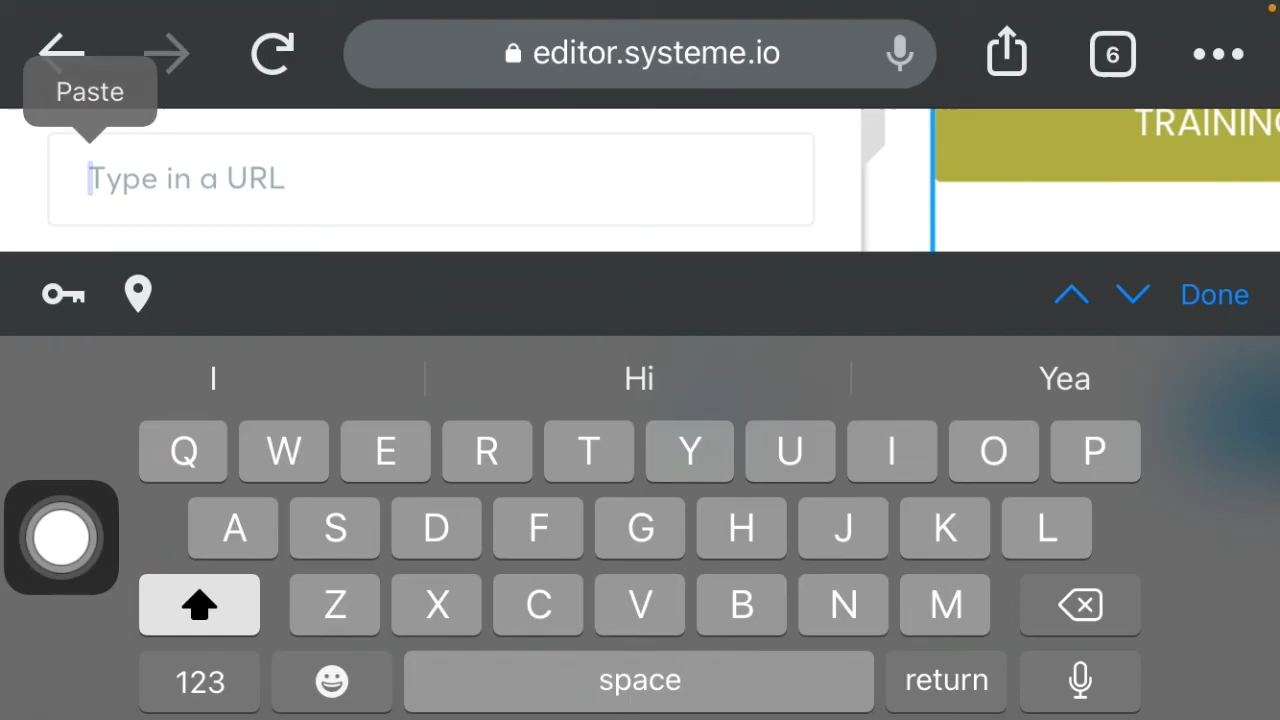 editor.systeme.io
6
Paste
TRAINING
Type in a URL
Done
I
Hi
Yea
Q W E R T Y U I O P
A S D F G H J K L
Z X C V B N M
123
space
return